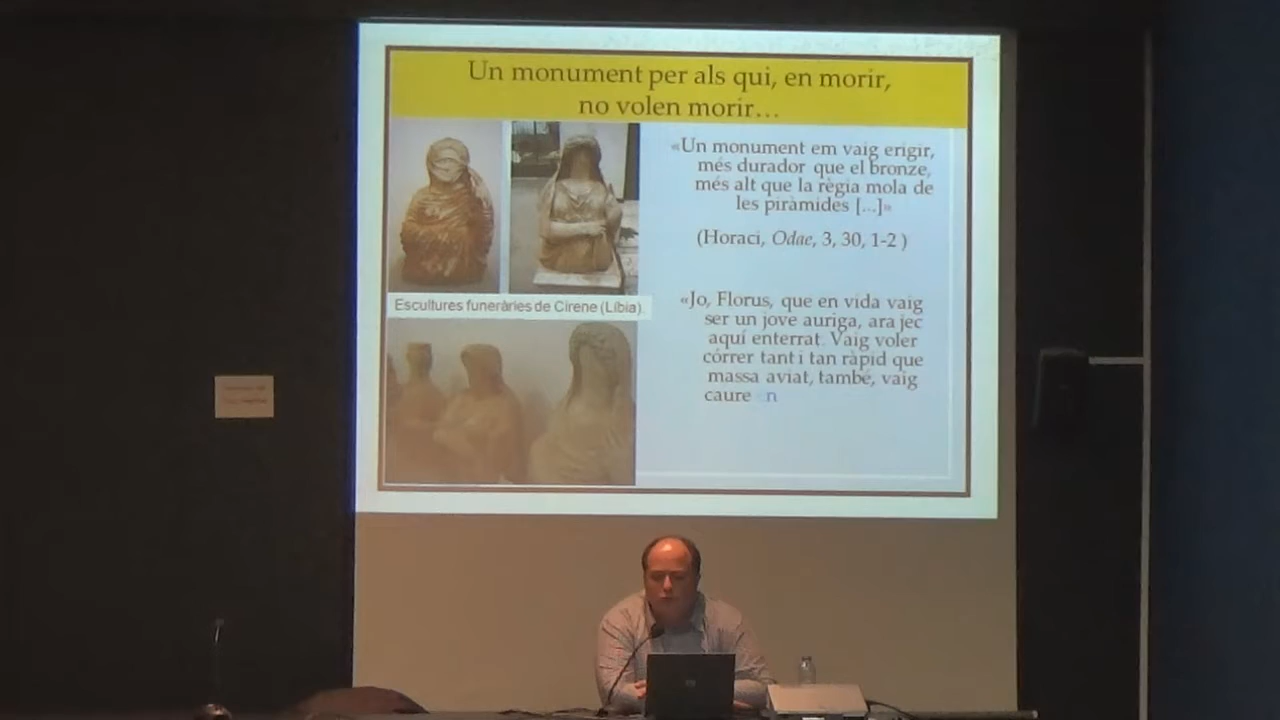 Un monument per als qui, en morir,
no volen morir…
«Un monument em vaig erigir,
més durador que el bronze,
més alt que la règia mola de
les piràmides [...]»
(Horaci, Odae, 3, 30, 1-2 )
Escultures funeràries de Cirene (Líbia).
«Jo, Florus, que en vida vaig
ser un jove auriga, ara jec
aquí enterrat. Vaig voler
córrer tant i tan ràpid que
massa aviat, també, vaig
caure n